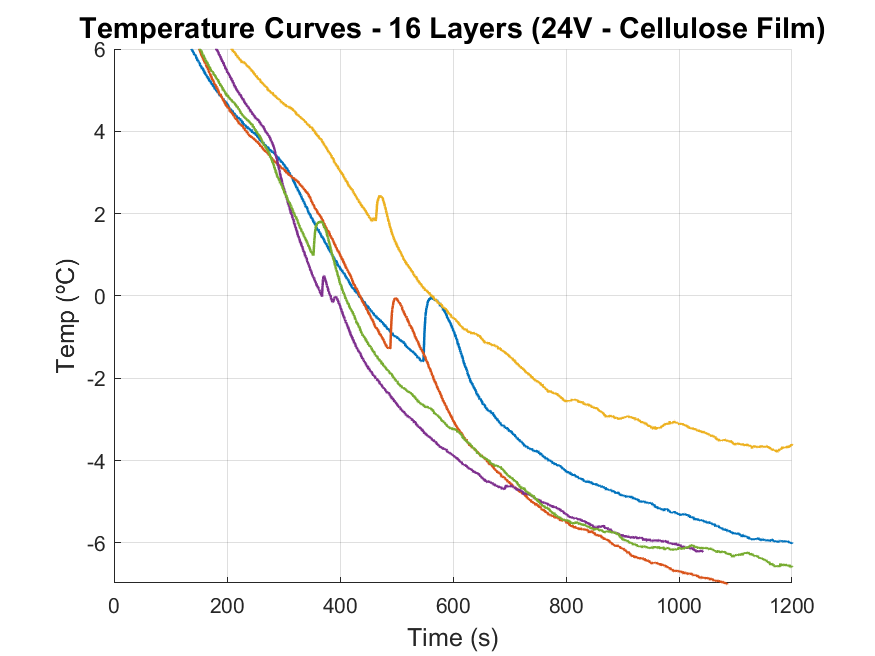 Temperature Curves - 16 Layers (24V - Cellulose Film)
6
4
2
0
-2
-4
-6
Temp (ºC)
0 200 400 600 800 1000 1200
Time (s)